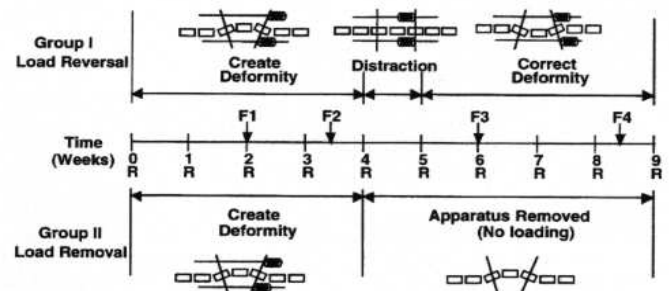 Group I
Load Reversal
Create
Deformity
Distraction
Correct
Deformity
F1 F2 F3 F4
Time
(Weeks)
0 1 2 3 4 5 6 7 8 9
R R R R R R R R R R
Group II
Load Removal
Create
Deformity
Apparatus Removed
(No loading)